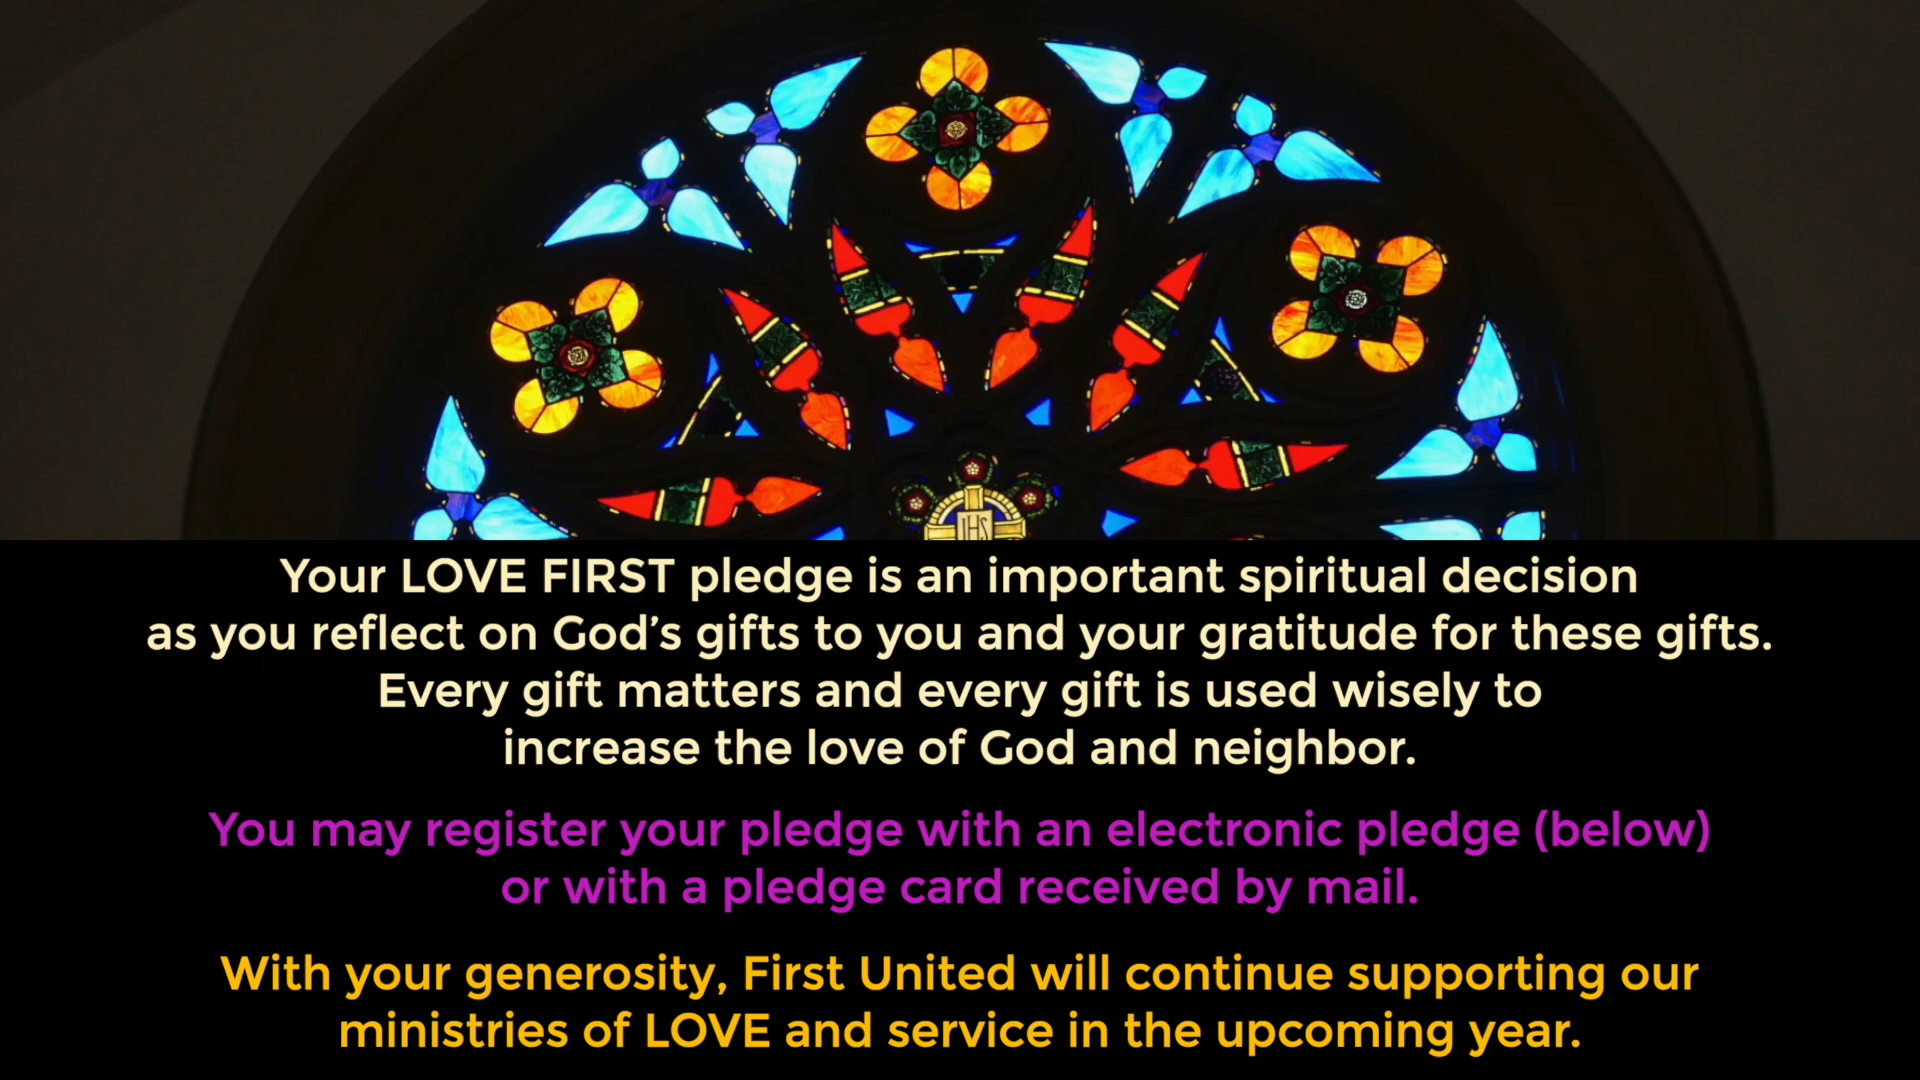 IHS
Your LOVE FIRST pledge is an important spiritual decision
as you reflect on God’s gifts to you and your gratitude for these gifts.
Every gift matters and every gift is used wisely to
increase the love of God and neighbor.
You may register your pledge with an electronic pledge (below)
or with a pledge card received by mail.
With your generosity, First United will continue supporting our
ministries of LOVE and service in the upcoming year.